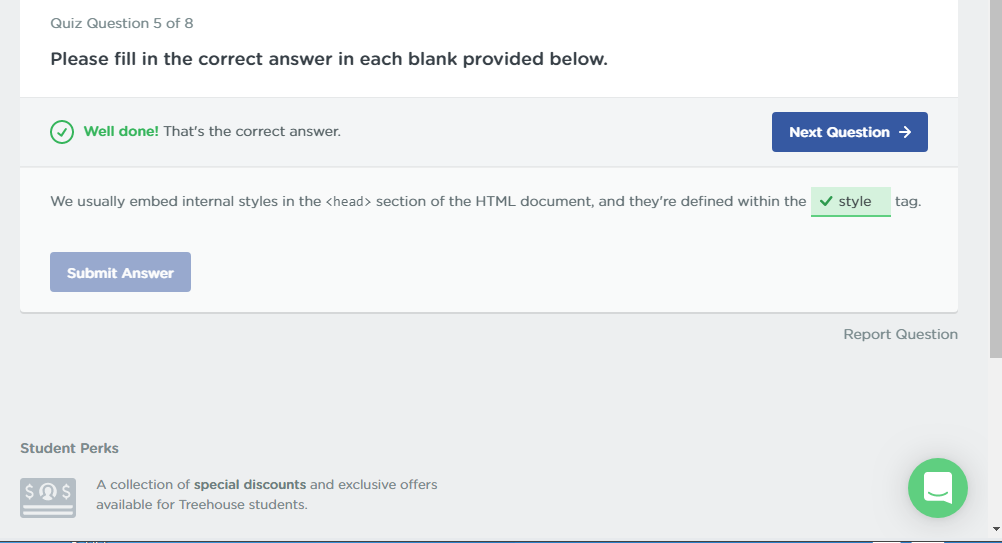 Quiz Question 5 of 8
Please fill in the correct answer in each blank provided below.
Well done! That's the correct answer.
Next Question →
We usually embed internal styles in the <head> section of the HTML document, and they're defined within the ✓ style tag.
Submit Answer
Report Question
Student Perks
$ $
A collection of special discounts and exclusive offers
available for Treehouse students.